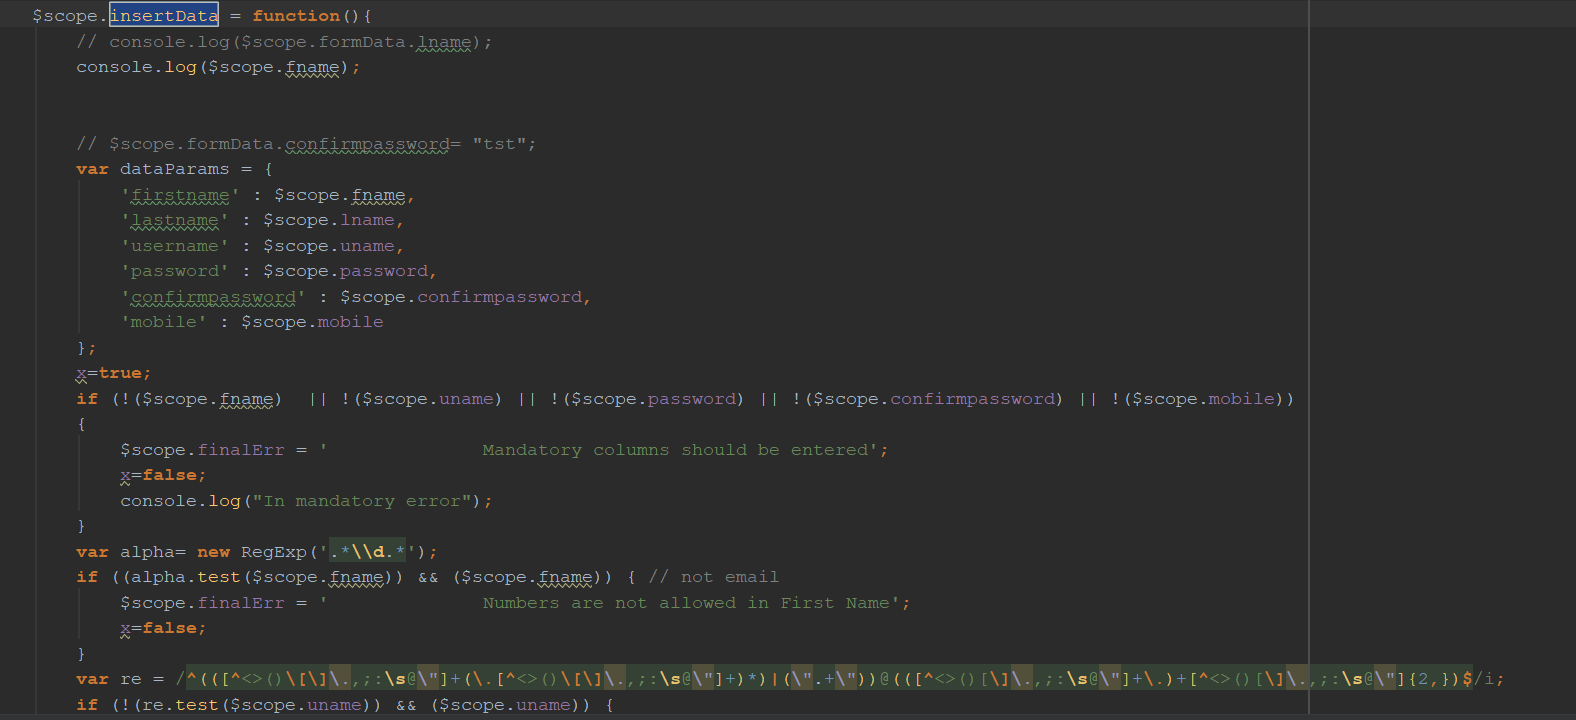 $scope.insertData = function(){
// console.log($scope.formData.lname);
console.log($scope.fname);
// $scope.formData.confirmpassword= "tst";
var dataParams = {
'firstname' : $scope.fname,
'lastname' : $scope.lname,
'username' : $scope.uname,
'password' : $scope.password,
'confirmpassword' : $scope.confirmpassword,
'mobile' : $scope.mobile
};
x=true;
if (!($scope.fname)  || !($scope.uname) || !($scope.password) || !($scope.confirmpassword) || !($scope.mobile))
{
$scope.finalErr = '              Mandatory columns should be entered';
x=false;
console.log("In mandatory error");
}
var alpha= new RegExp('.*\\d.*');
if ((alpha.test($scope.fname)) && ($scope.fname)) { // not email
$scope.finalErr = '              Numbers are not allowed in First Name';
x=false;
}
var re = /^(([^<>()\[\]\.,;:\s@\"]+(\.[^<>()\[\]\.,;:\s@\"]+)*)|(\".+\"))@(([^<>()[\]\.,;:\s@\"]+\.)+[^<>()[\]\.,;:\s@\"]{2,})$/i;
if (!(re.test($scope.uname)) && ($scope.uname)) {